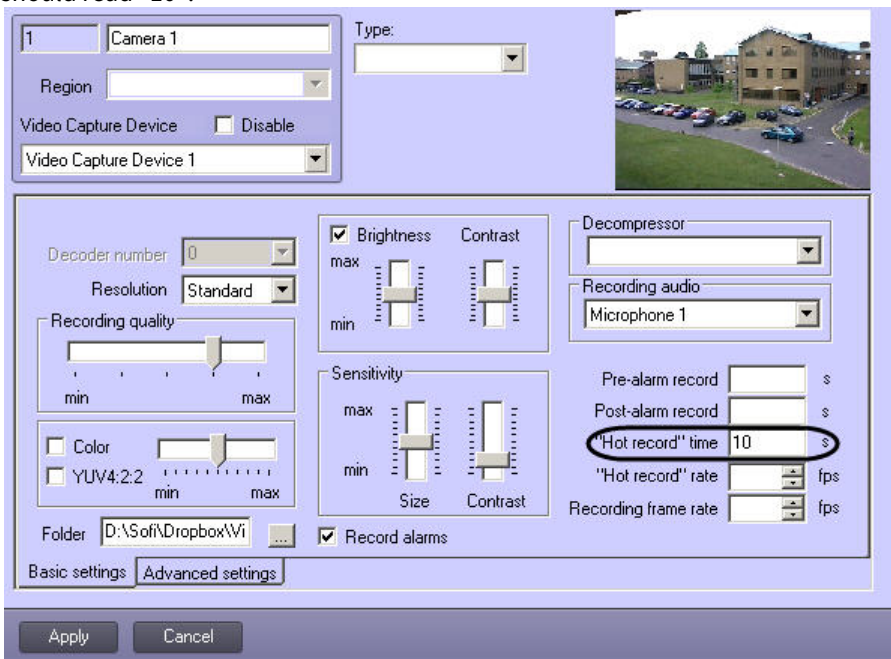 1
Camera 1
Type:
Region
Video Capture Device
Disable
Video Capture Device 1
Decoder number
0
Resolution
Standard
Recording quality
min
max
Color
YUV4:2:2
min
max
Folder
D:\Sofi\Dropbox\Vi
...
Brightness
Contrast
max
min
Sensitivity
max
min
Size
Contrast
Record alarms
Decompressor
Recording audio
Microphone 1
Pre-alarm record
s
Post-alarm record
s
"Hot record" time
10
s
"Hot record" rate
fps
Recording frame rate
fps
Basic settings
Advanced settings
Apply
Cancel